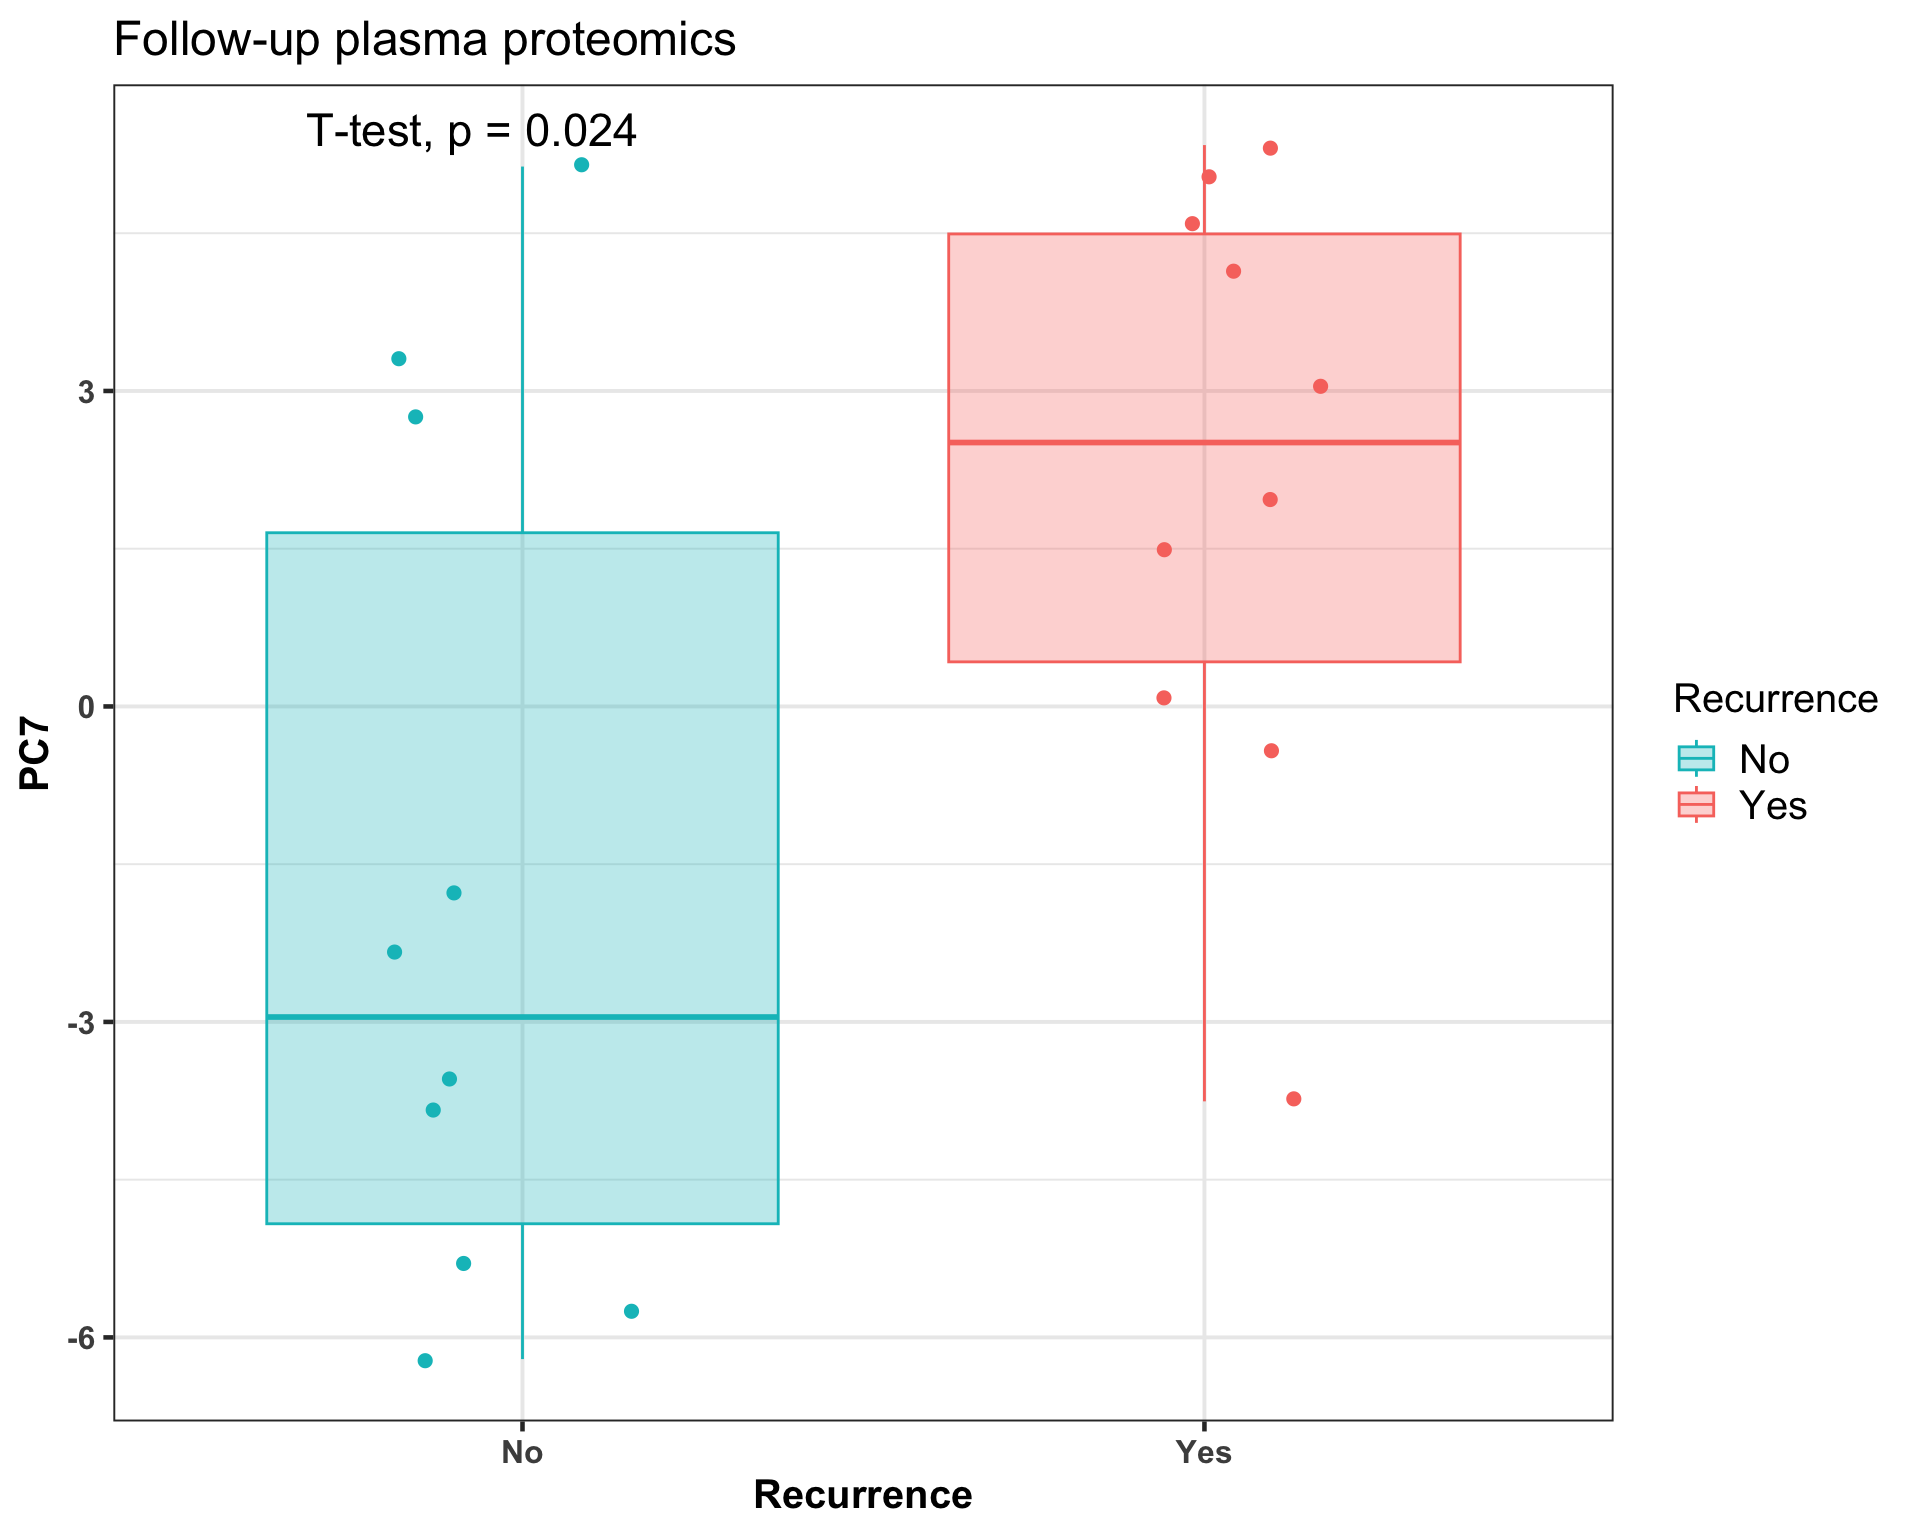 Follow-up plasma proteomics
T-test, p = 0.024
3
0
-3
-6
PC7
No
Yes
Recurrence
Recurrence
No
Yes